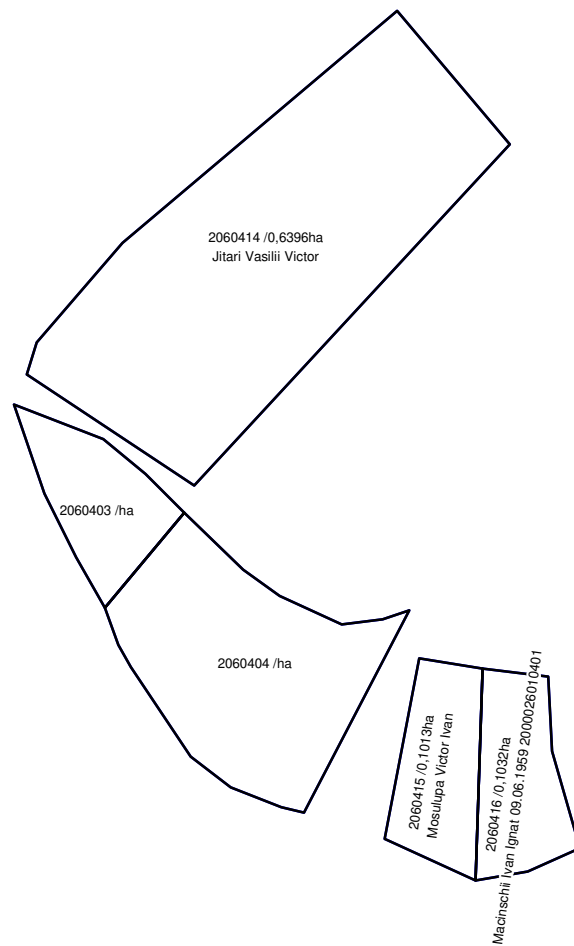 2060414 /0,6396ha
Jitari Vasilii Victor
2060403 /ha
2060404 /ha
2060415 /0,1013ha
Mosulupa Victor Ivan
2060416 /0,1032ha
Macinschii Ivan Ignat 09.06.1959 2000026010401